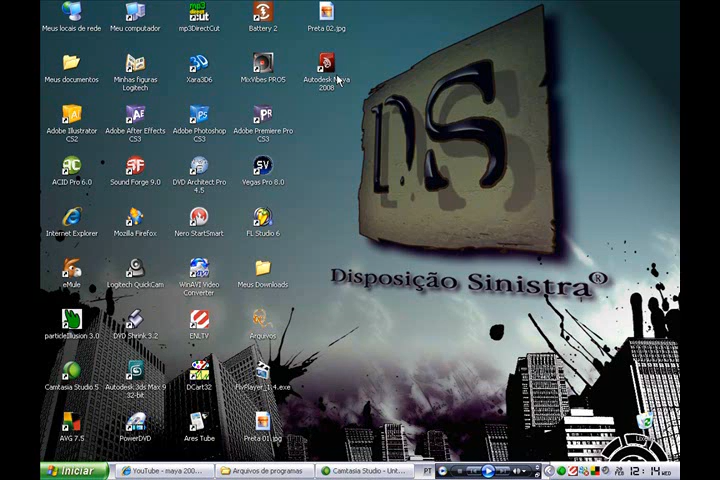 Meus locais de rede
Meu computador
mp3DirectCut
Battery 2
Preta 02.jpg
Meus documentos
Minhas figuras
Logitech
Xara3D6
MixVibes PRO5
Autodesk Maya
2008
Adobe Illustrator
CS2
Adobe After Effects
CS3
Adobe Photoshop
CS3
Adobe Premiere Pro
CS3
ACID Pro 6.0
Sound Forge 9.0
DVD Architect Pro
4.5
Vegas Pro 8.0
Internet Explorer
Mozilla Firefox
Nero StartSmart
FL Studio 6
eMule
Logitech QuickCam
WinAVI Video
Converter
Meus Downloads
particleIllusion 3.0
DVD Shrink 3.2
ENLTV
Arquivos
Camtasia Studio 5
Autodesk 3ds Max 9
32-bit
DCart32
FlvPlayer_1.4.exe
AVG 7.5
PowerDVD
Ares Tube
Preta 01.jpg
DS
Disposição Sinistra®
Iniciar
YouTube - maya 200...
Arquivos de programas
Camtasia Studio - Unt...
PT
FEB
12:14 WED